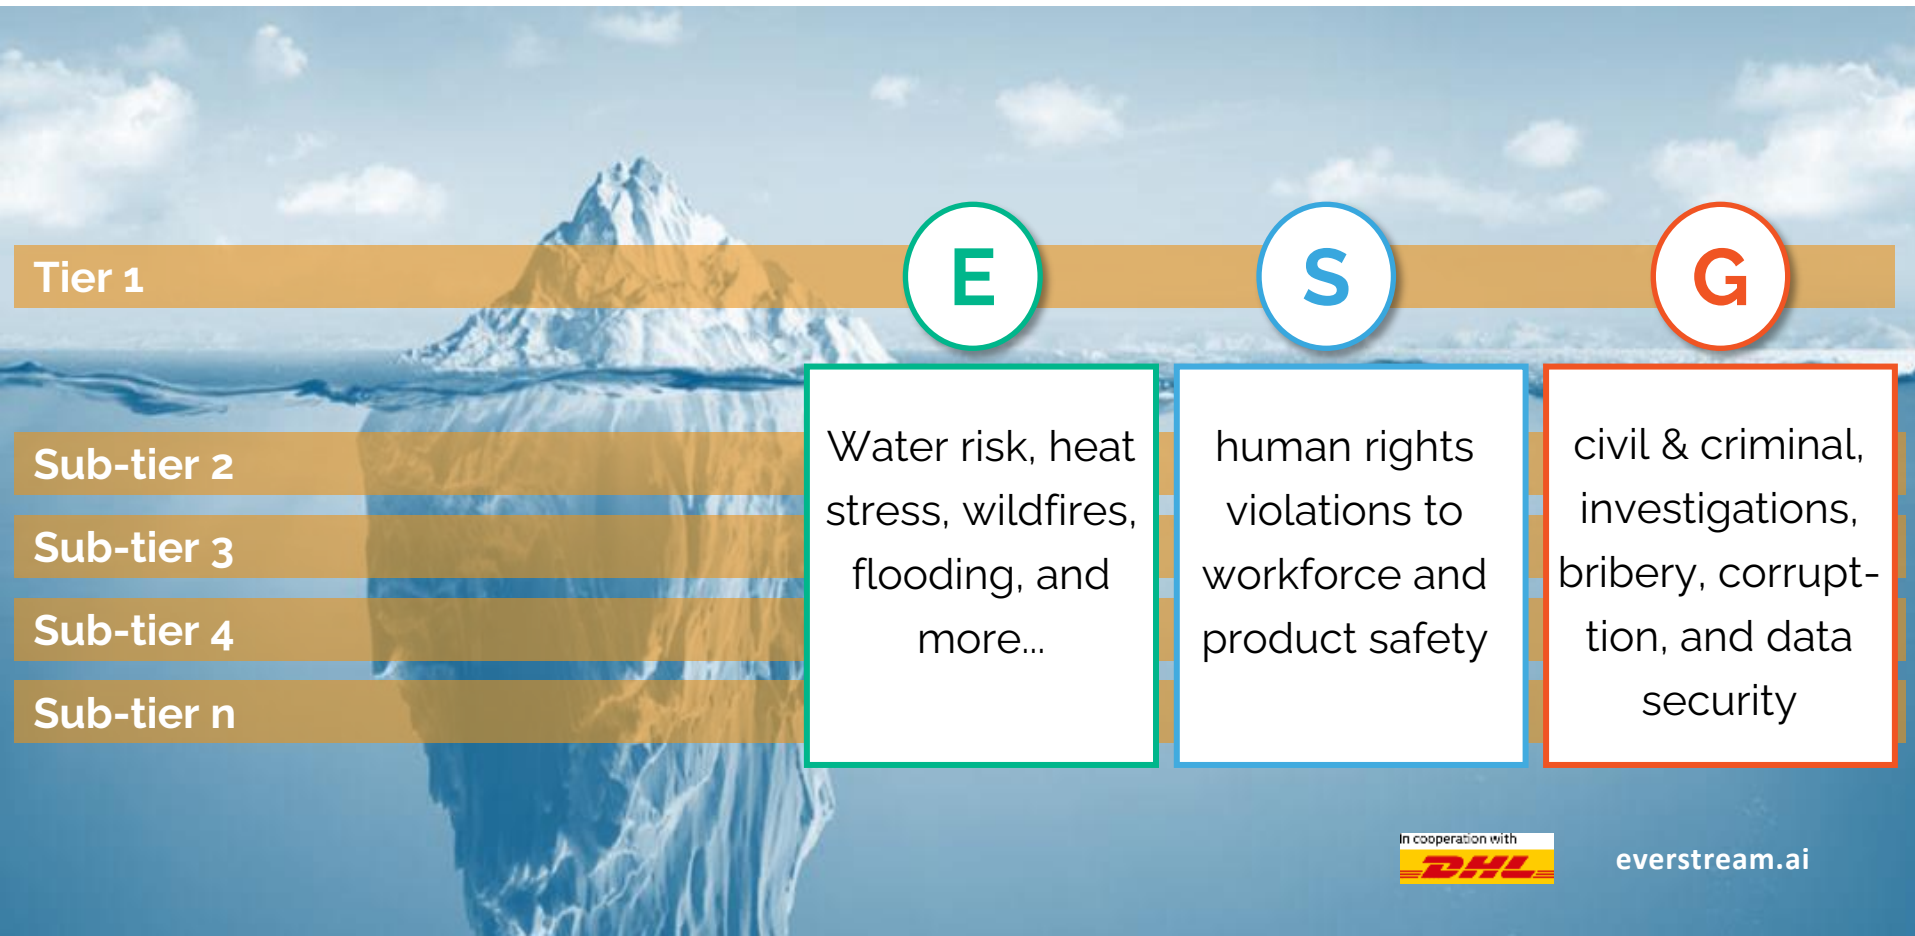 Tier 1
E
S
G
Sub-tier 2
Sub-tier 3
Sub-tier 4
Sub-tier n
Water risk, heat
stress, wildfires,
flooding, and
more...
human rights
violations to
workforce and
product safety
civil & criminal,
investigations,
bribery, corrupt-
tion, and data
security
In cooperation with
DHL
everstream.ai